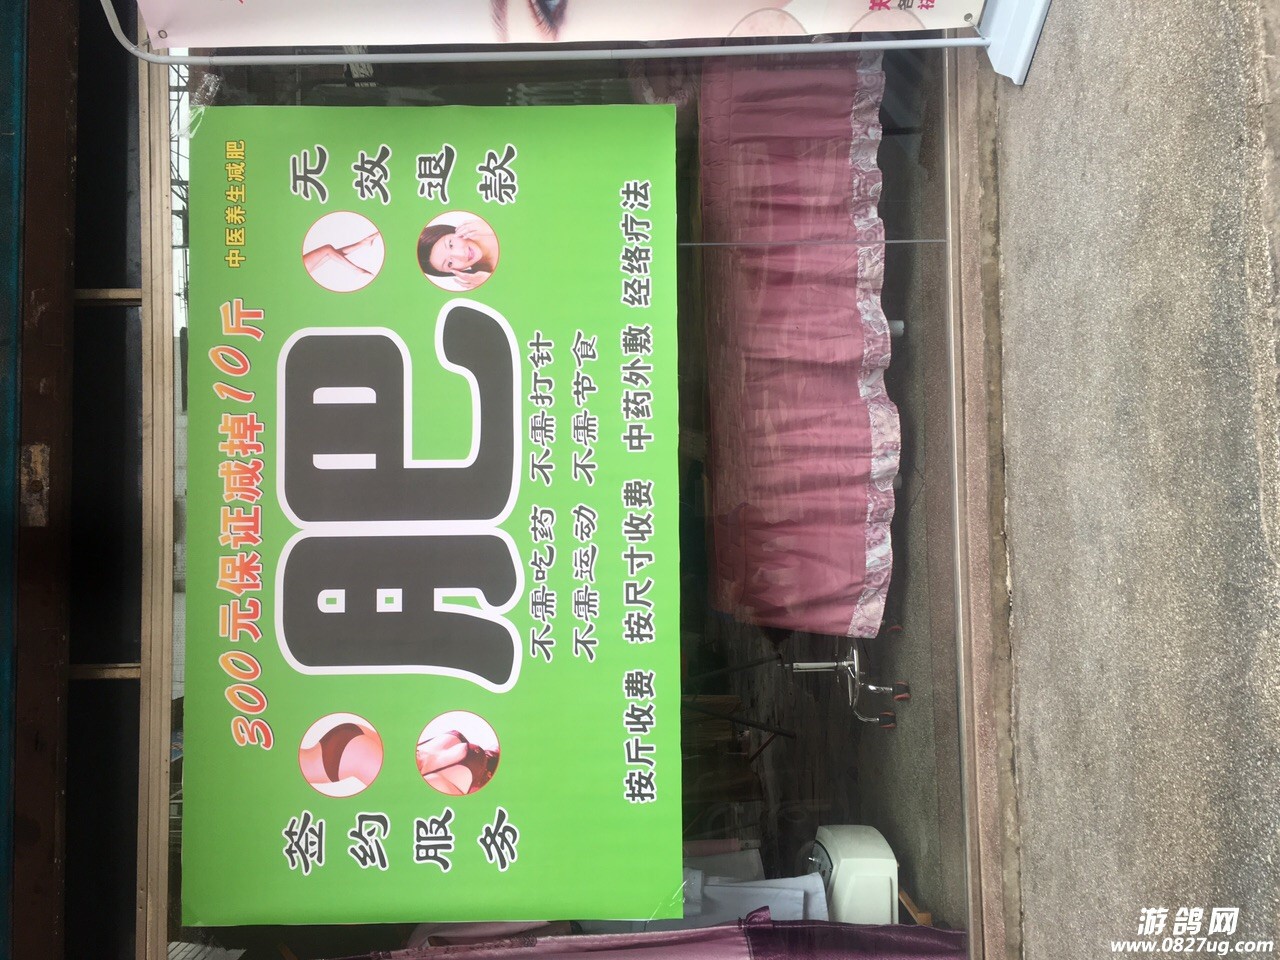 300元保证减掉10斤
中医养生减肥
签约服务
肥
无效退款
不需吃药 不需打针
不需运动 不需节食
按斤收费 按尺寸收费 中药外敷 经络疗法
游鸽网
www.0827ug.com